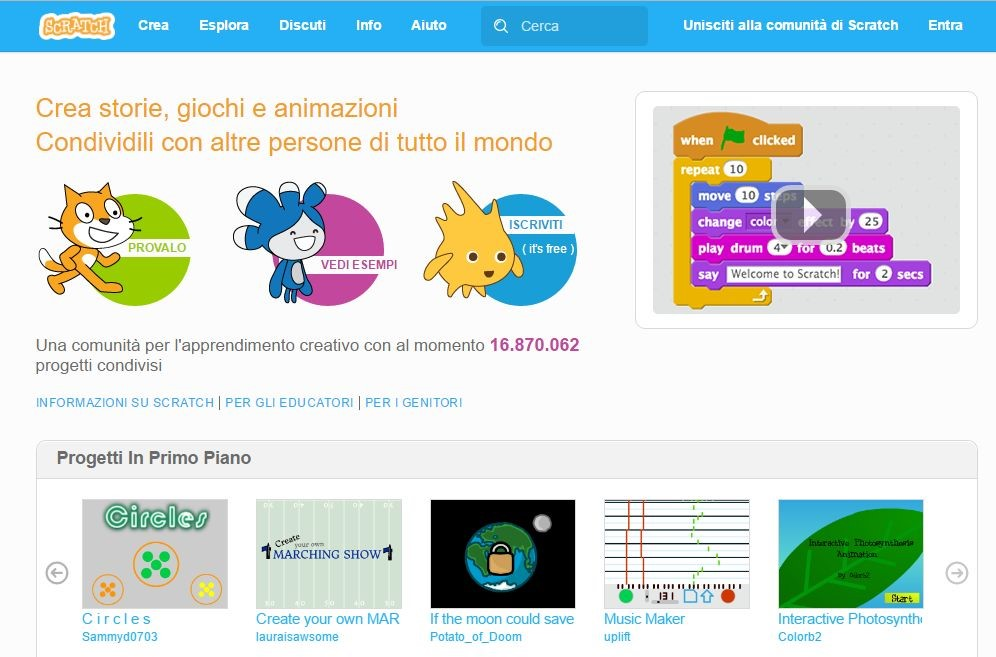 SCRATCH
Crea
Esplora
Discuti
Info
Aiuto
Cerca
Unisciti alla comunità di Scratch
Entra
Crea storie, giochi e animazioni
Condividili con altre persone di tutto il mondo
PROVALO
VEDI ESEMPI
ISCRIVITI
( it's free )
when clicked
repeat 10
move 10 steps
change color effect by 25
play drum 4 for 0.2 beats
say Welcome to Scratch! for 2 secs
Una comunità per l'apprendimento creativo con al momento 16.870.062
progetti condivisi
INFORMAZIONI SU SCRATCH | PER GLI EDUCATORI | PER I GENITORI
Progetti In Primo Piano
Circles
Create
your own
MARCHING SHOW
131
Interactive Photosynthesis
Animation
By Colorb2
Start
C i r c l e s
Sammyd0703
Create your own MAR
lauraisawsome
If the moon could save
Potato_of_Doom
Music Maker
uplift
Interactive Photosynthe
Colorb2